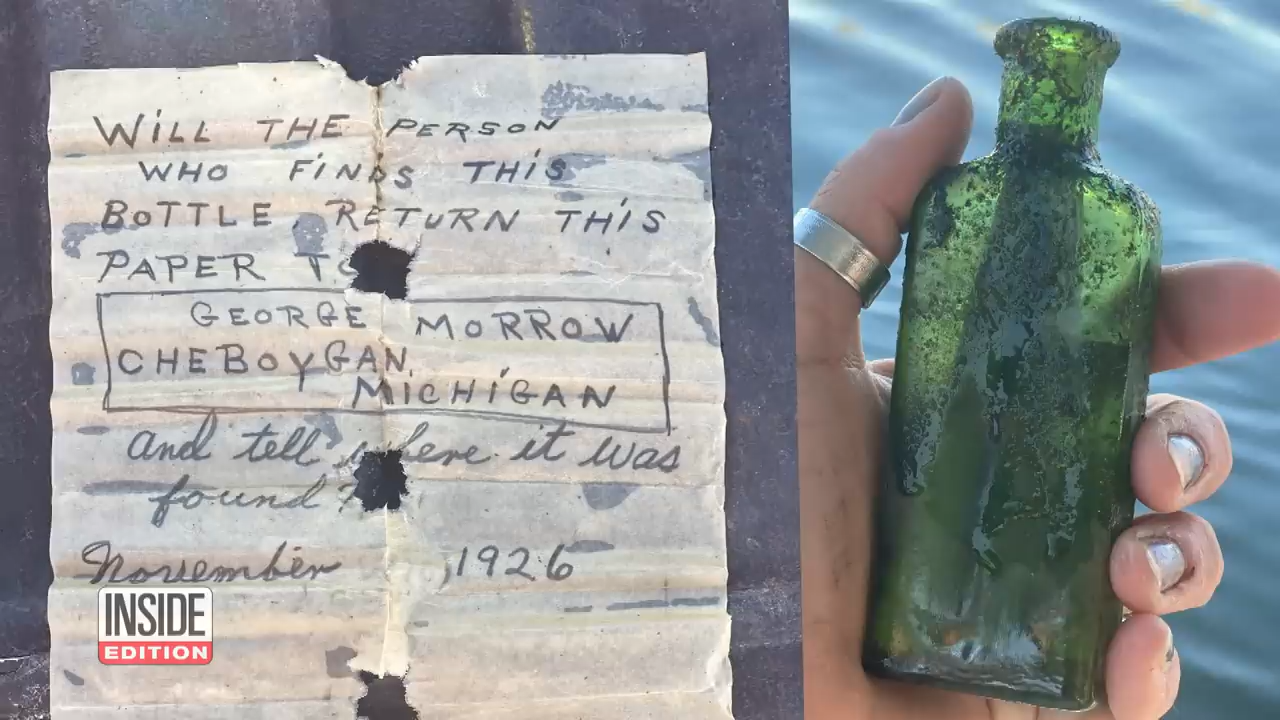 WiLL THE PERSON
WHO FiNDS THiS
BOTTLE RETURN THiS
PAPER TO
GEORGE MORROW
CHEBOYGAN,
MiCHiGAN
and tell where it was
found?
November , 1926
INSIDE
EDITION